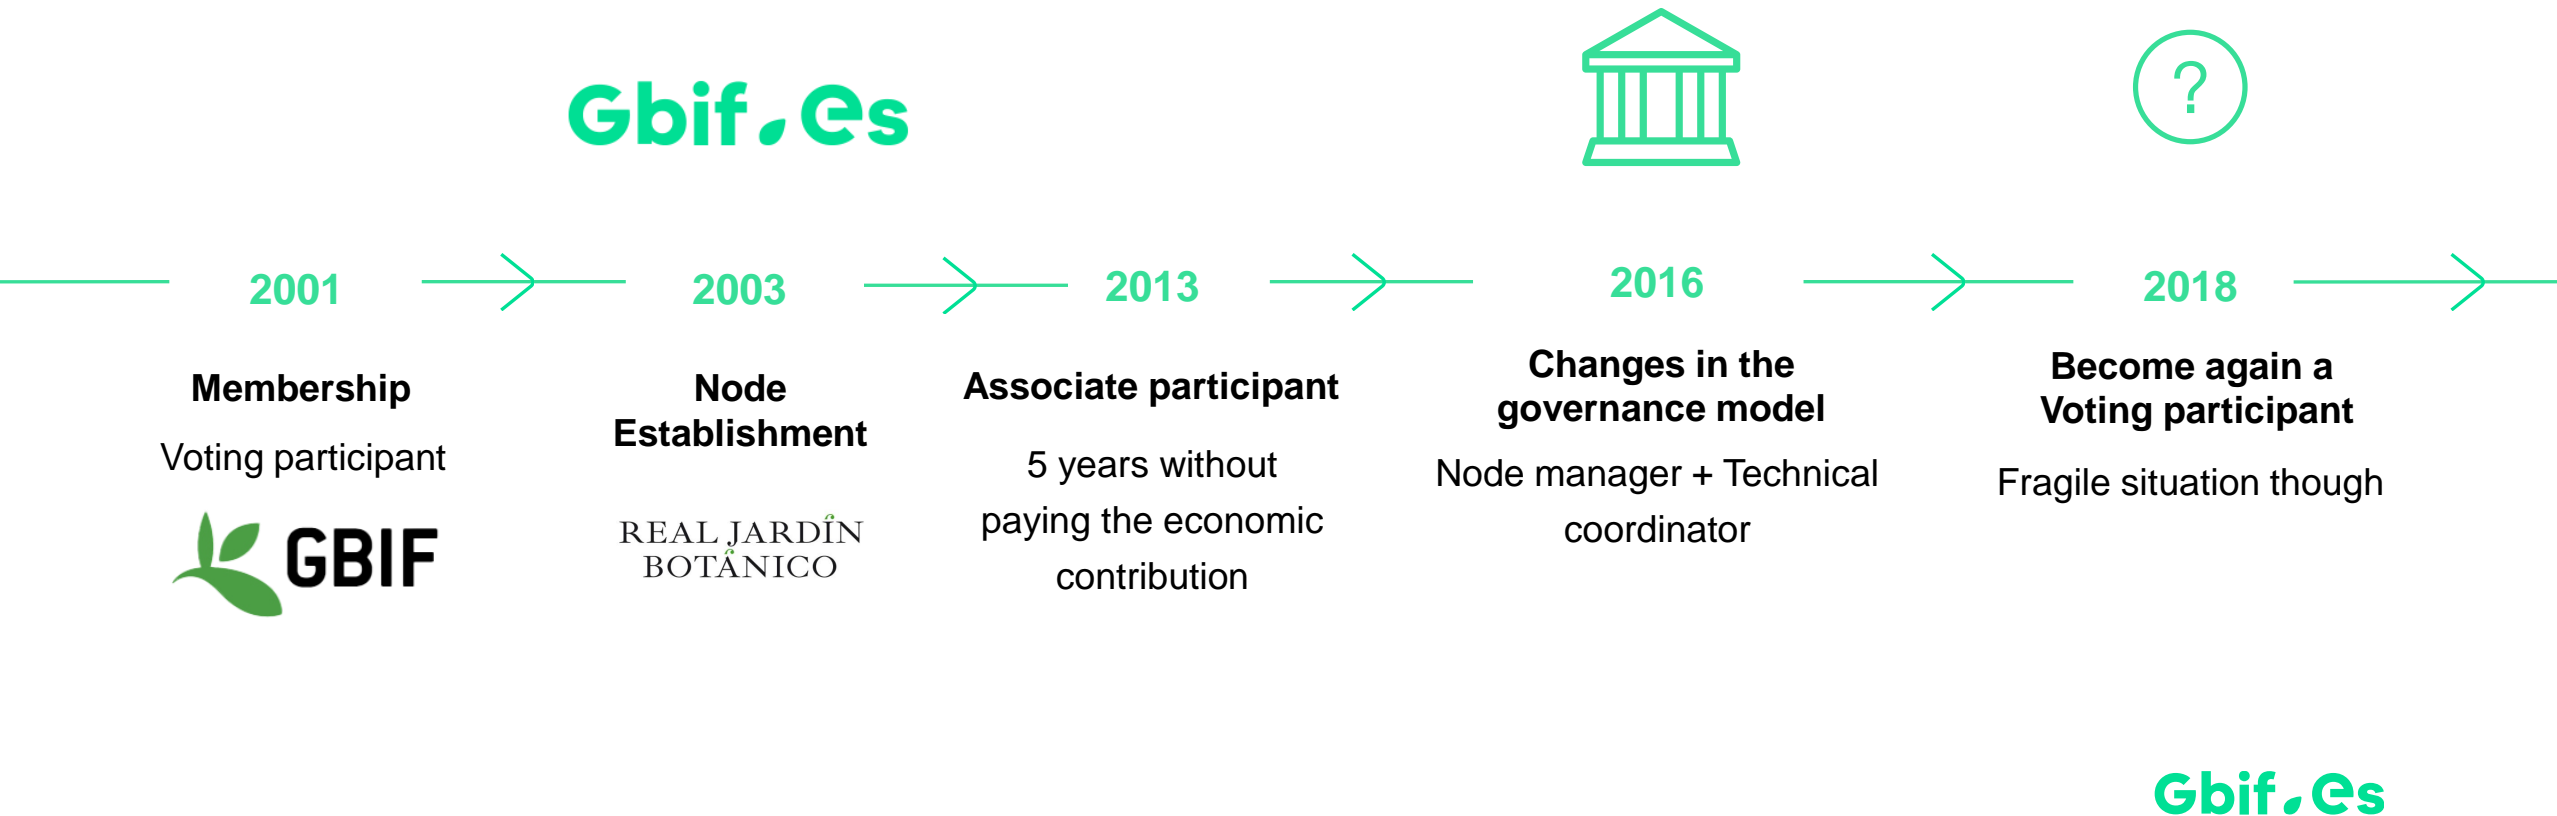 Gbif.es
?
2001
Membership
Voting participant
GBIF
2003
Node
Establishment
REAL JARDÍN
BOTÁNICO
2013
Associate participant
5 years without
paying the economic
contribution
2016
Changes in the
governance model
Node manager + Technical
coordinator
2018
Become again a
Voting participant
Fragile situation though
Gbif.es